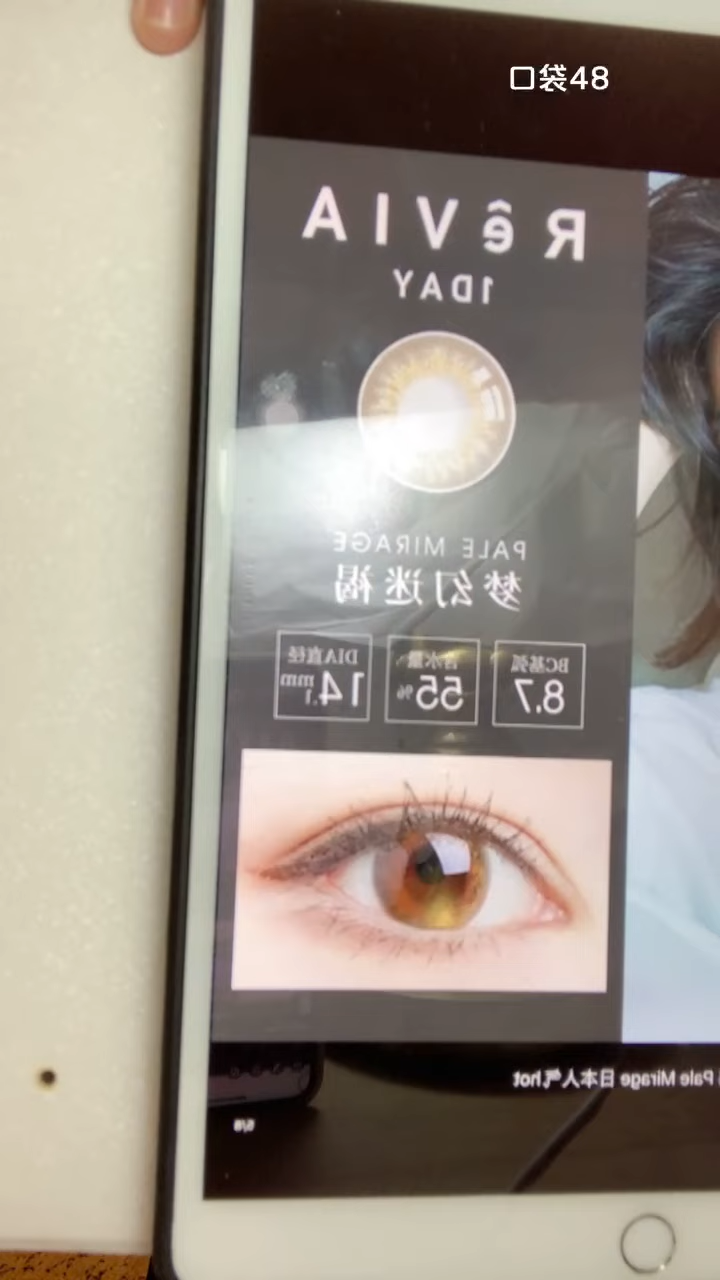 口袋48
RêVIA
1DAY
PALE MIRAGE
梦幻迷褐
BC基弧
8.7
含水量
55%
DIA直径
14.1mm
Pale Mirage 日本人气hot